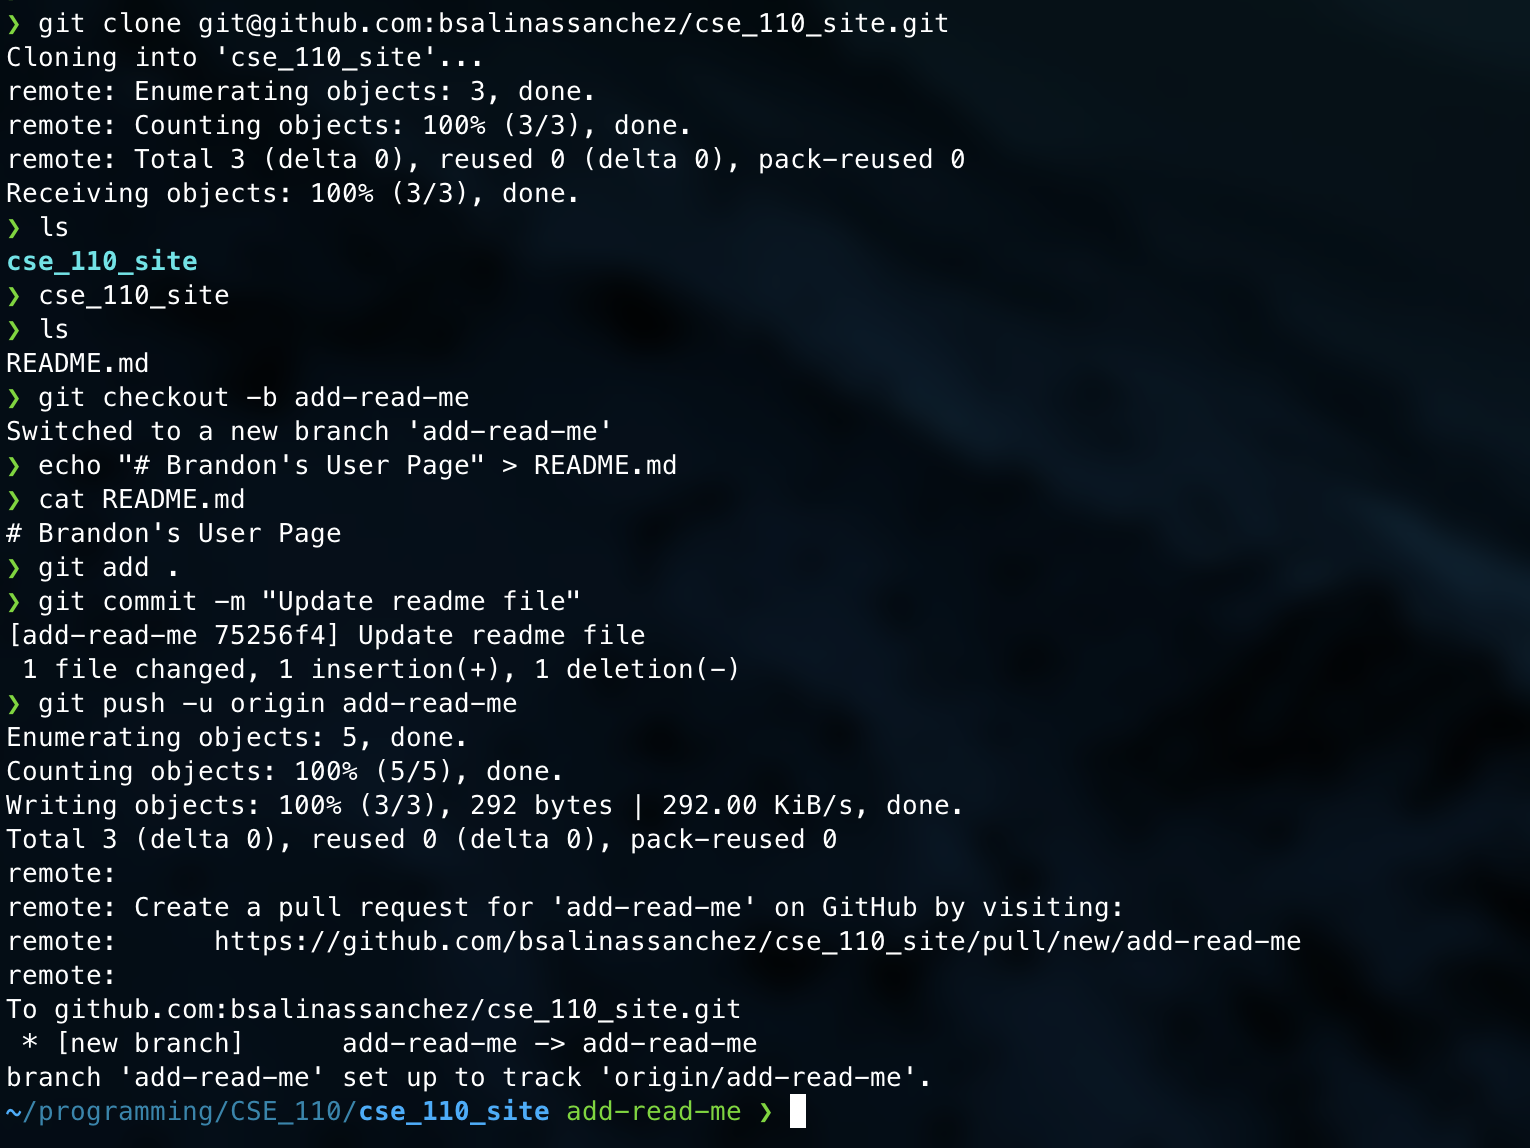 ❯ git clone git@github.com:bsalinassanchez/cse_110_site.git
Cloning into 'cse_110_site'...
remote: Enumerating objects: 3, done.
remote: Counting objects: 100% (3/3), done.
remote: Total 3 (delta 0), reused 0 (delta 0), pack-reused 0
Receiving objects: 100% (3/3), done.
❯ ls
cse_110_site
❯ cse_110_site
❯ ls
README.md
❯ git checkout -b add-read-me
Switched to a new branch 'add-read-me'
❯ echo "# Brandon's User Page" > README.md
❯ cat README.md
# Brandon's User Page
❯ git add .
❯ git commit -m "Update readme file"
[add-read-me 75256f4] Update readme file
 1 file changed, 1 insertion(+), 1 deletion(-)
❯ git push -u origin add-read-me
Enumerating objects: 5, done.
Counting objects: 100% (5/5), done.
Writing objects: 100% (3/3), 292 bytes | 292.00 KiB/s, done.
Total 3 (delta 0), reused 0 (delta 0), pack-reused 0
remote:
remote: Create a pull request for 'add-read-me' on GitHub by visiting:
remote:      https://github.com/bsalinassanchez/cse_110_site/pull/new/add-read-me
remote:
To github.com:bsalinassanchez/cse_110_site.git
 * [new branch]      add-read-me -> add-read-me
branch 'add-read-me' set up to track 'origin/add-read-me'.
~/programming/CSE_110/cse_110_site add-read-me ❯